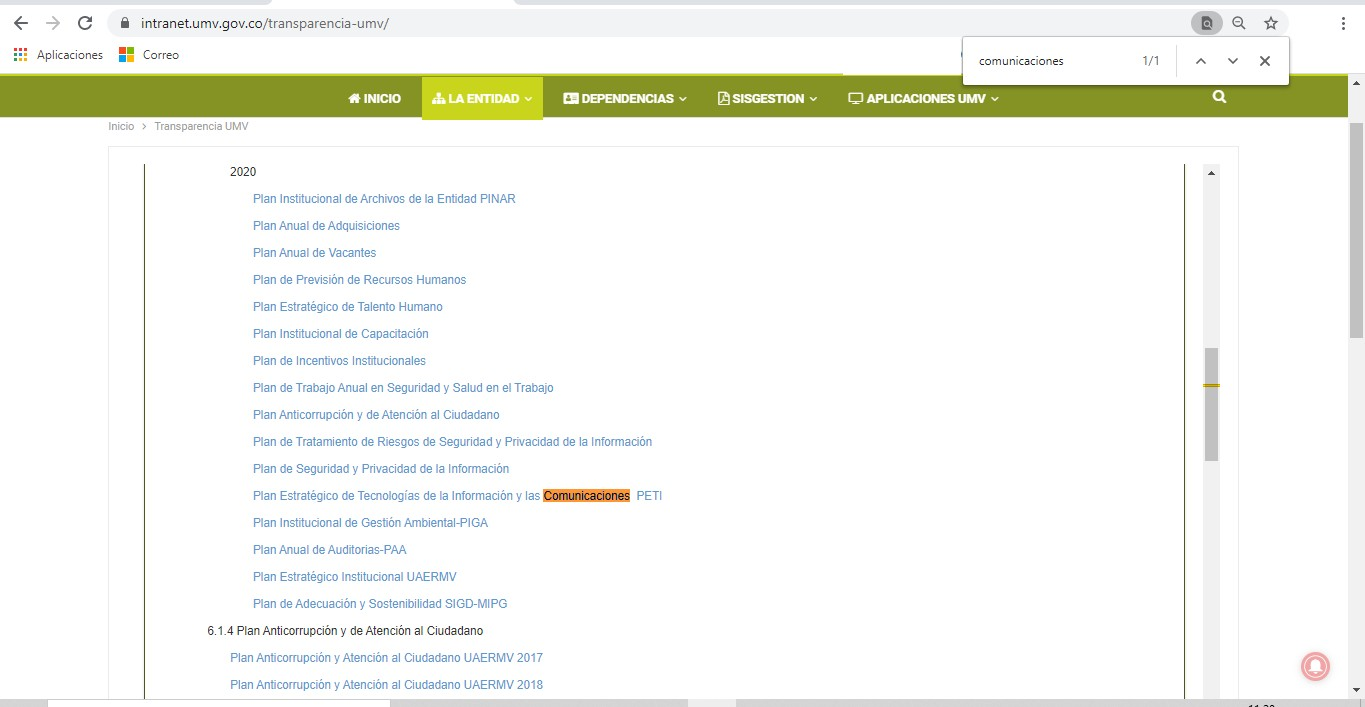 intranet.umv.gov.co/transparencia-umv/
Aplicaciones Correo
comunicaciones 1/1
INICIO LA ENTIDAD DEPENDENCIAS SISGESTION APLICACIONES UMV
Inicio > Transparencia UMV
2020
Plan Institucional de Archivos de la Entidad PINAR
Plan Anual de Adquisiciones
Plan Anual de Vacantes
Plan de Previsión de Recursos Humanos
Plan Estratégico de Talento Humano
Plan Institucional de Capacitación
Plan de Incentivos Institucionales
Plan de Trabajo Anual en Seguridad y Salud en el Trabajo
Plan Anticorrupción y de Atención al Ciudadano
Plan de Tratamiento de Riesgos de Seguridad y Privacidad de la Información
Plan de Seguridad y Privacidad de la Información
Plan Estratégico de Tecnologías de la Información y las Comunicaciones PETI
Plan Institucional de Gestión Ambiental-PIGA
Plan Anual de Auditorias-PAA
Plan Estratégico Institucional UAERMV
Plan de Adecuación y Sostenibilidad SIGD-MIPG
6.1.4 Plan Anticorrupción y de Atención al Ciudadano
Plan Anticorrupción y Atención al Ciudadano UAERMV 2017
Plan Anticorrupción y Atención al Ciudadano UAERMV 2018